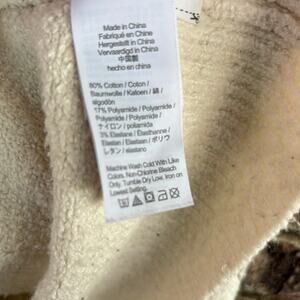 Made in China
Fabriqué en Chine
Hergestellt in China
Vervaardigd in China
中国製
hecho en china
80% Cotton / Coton /
Baumwolle / Katoen / 綿 /
algodón
17% Polyamide / Polyamide /
Polyamide / Polyamide /
ナイロン / poliamida
3% Elastane / Élasthanne /
Elastan / Elastaan / ポリウ
レタン / elastano
Machine Wash Cold With Like
Colors. Non-Chlorine Bleach
Only. Tumble Dry Low. Iron on
Lowest Setting.